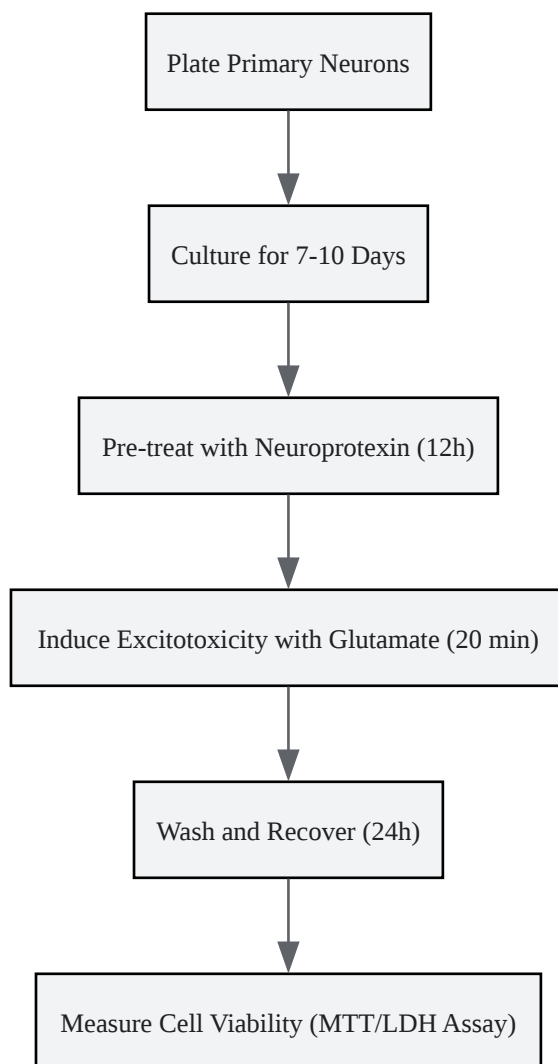 Plate Primary Neurons
Culture for 7-10 Days
Pre-treat with Neuroprotexin (12h)
Induce Excitotoxicity with Glutamate (20 min)
Wash and Recover (24h)
Measure Cell Viability (MTT/LDH Assay)